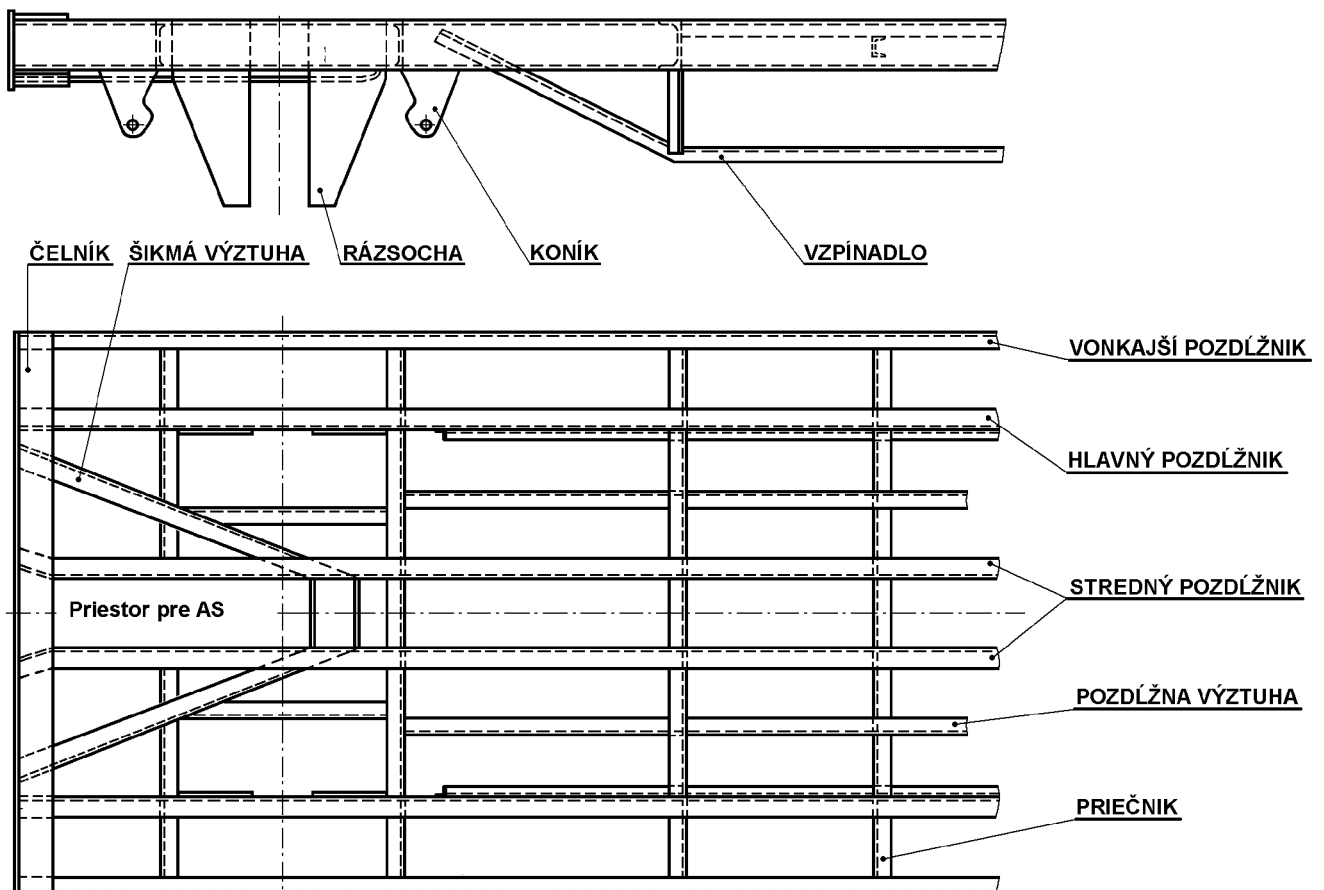 ČELNÍK
ŠIKMÁ VÝZTUHA
RÁZSOCHA
KONÍK
VZPÍNADLO
VONKAJŠÍ POZDĹŽNIK
HLAVNÝ POZDĹŽNIK
STREDNÝ POZDĹŽNIK
Priestor pre AS
POZDĹŽNA VÝZTUHA
PRIEČNIK